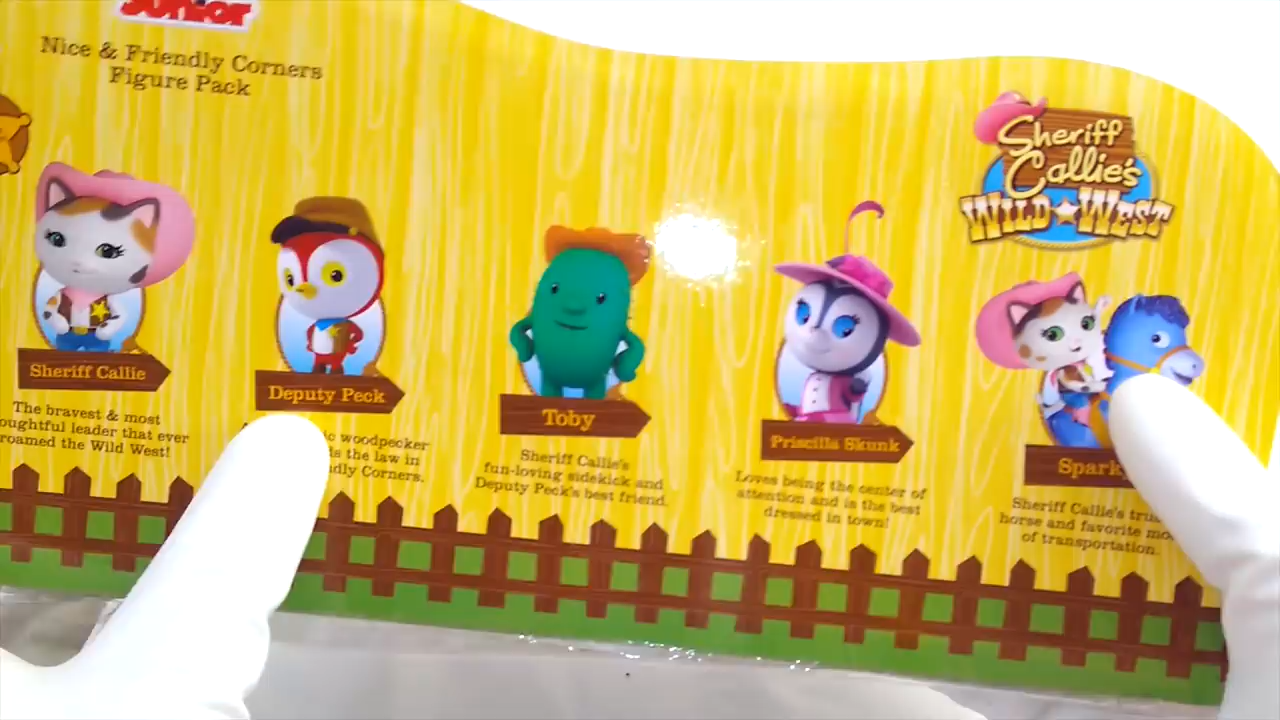 Junior
Nice & Friendly Corners
Figure Pack
Sheriff
Callie's
WILD WEST
Sheriff Callie
The bravest & most
oughtful leader that ever
roamed the Wild West!
Deputy Peck
woodpecker
the law in
Corners.
Toby
Sheriff Callie's
fun-loving sidekick and
Deputy Peck's best friend.
Priscilla Skunk
Loves being the center of
attention and is the best
dressed in town!
Spark
Sheriff Callie's trus
horse and favorite mo
of transportation.